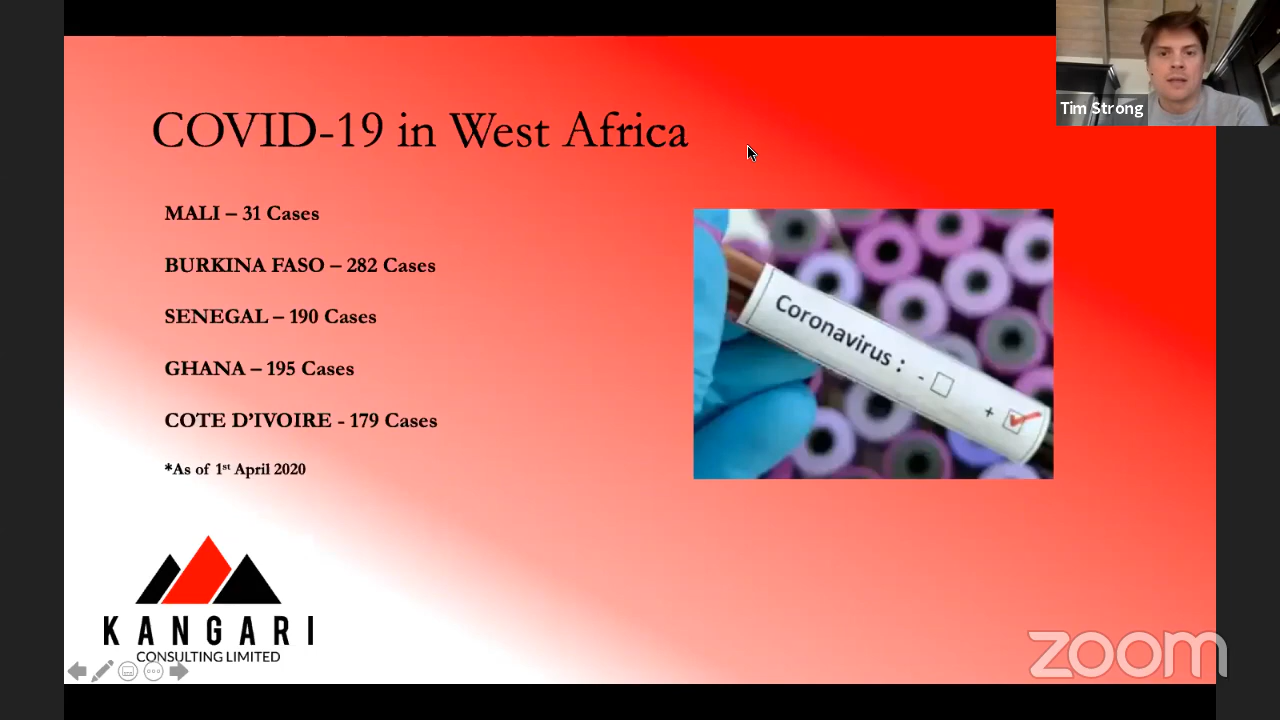 COVID-19 in West Africa
Tim Strong
MALI – 31 Cases
BURKINA FASO – 282 Cases
SENEGAL – 190 Cases
GHANA – 195 Cases
COTE D’IVOIRE - 179 Cases
*As of 1st April 2020
Coronavirus :
-
+
KANGARI
CONSULTING LIMITED
zoom